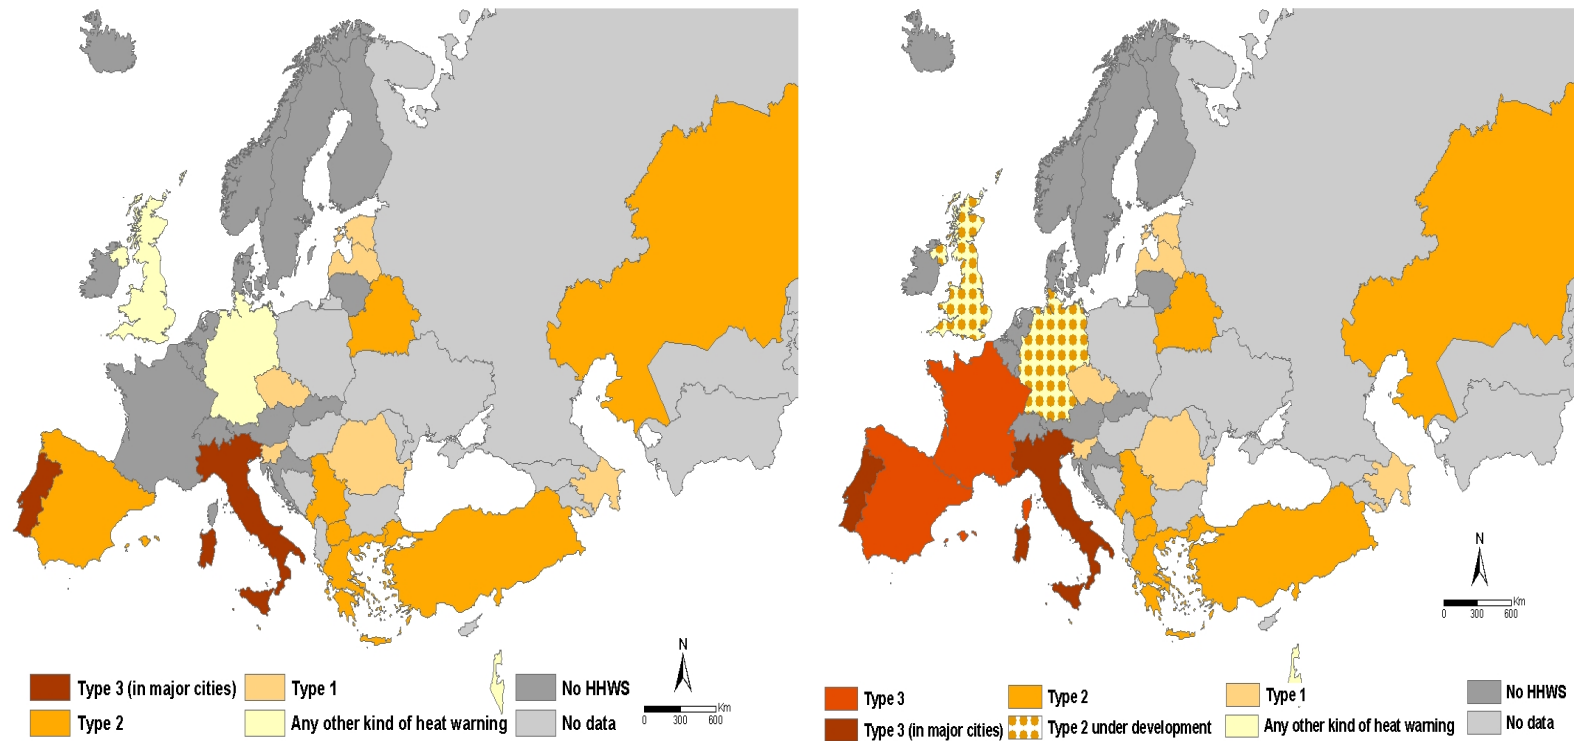 N
0 300 600 Km
Type 3 (in major cities)
Type 1
No HHWS
Type 2
Any other kind of heat warning
No data
N
0 300 600 Km
Type 3
Type 2
Type 1
No HHWS
Type 3 (in major cities)
Type 2 under development
Any other kind of heat warning
No data